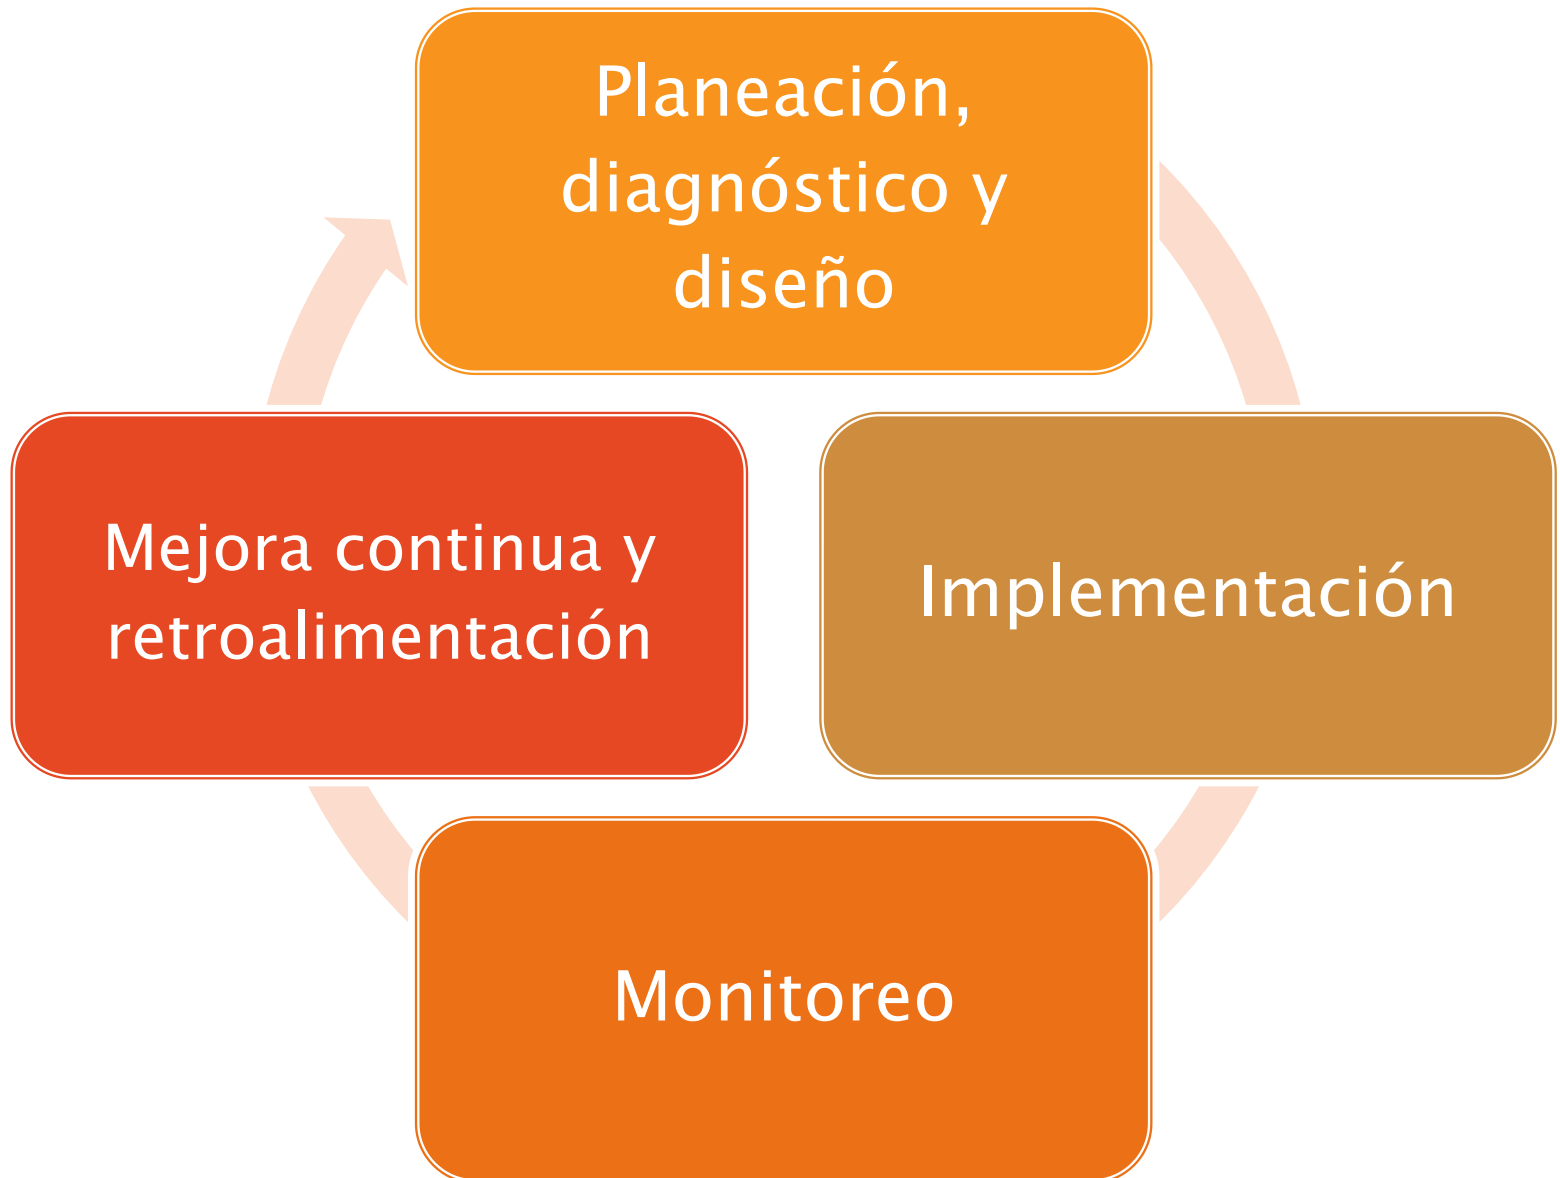 Planeación,
diagnóstico y
diseño
Mejora continua y
retroalimentación
Implementación
Monitoreo